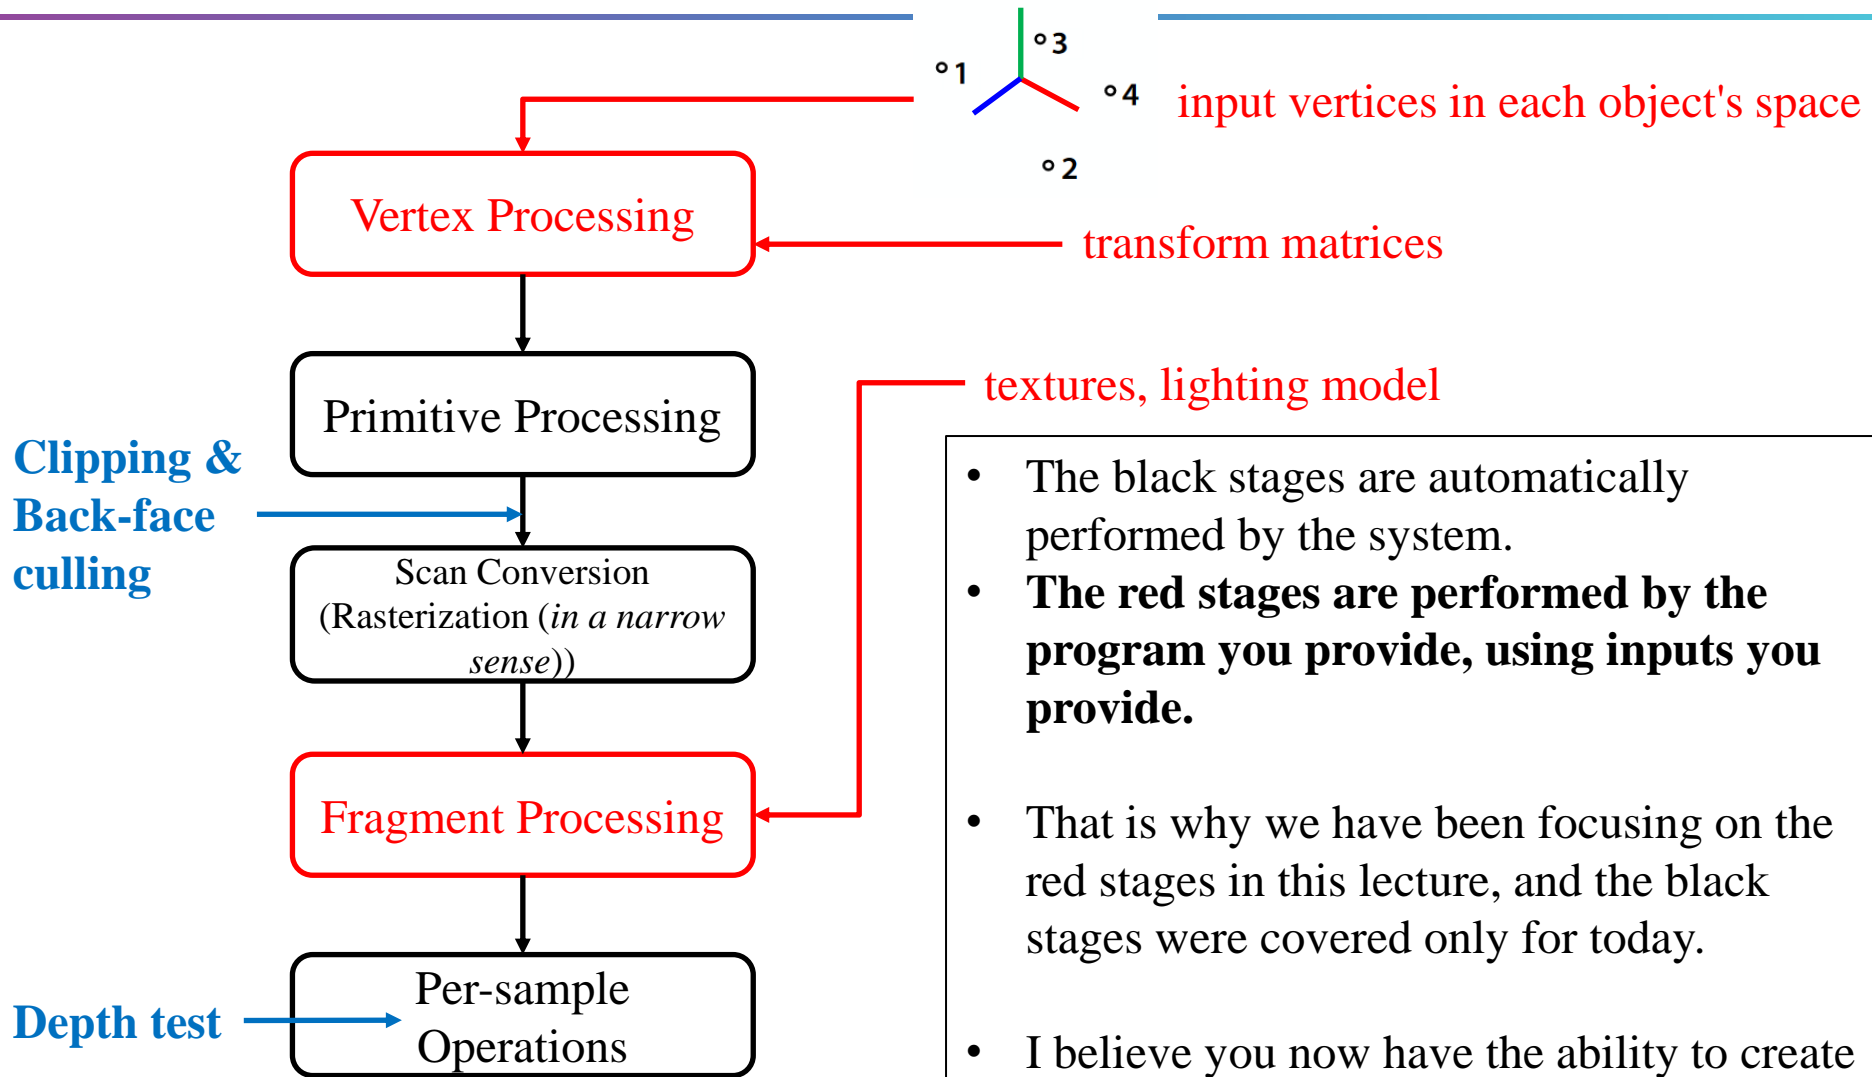 °3
°1
°4
input vertices in each object's space
°2
Vertex Processing
transform matrices
Primitive Processing
textures, lighting model
Clipping &
Back-face
culling
Scan Conversion
(Rasterization (in a narrow
sense))
Fragment Processing
Per-sample
Operations
Depth test
• The black stages are automatically
performed by the system.
• The red stages are performed by the
program you provide, using inputs you
provide.
• That is why we have been focusing on the
red stages in this lecture, and the black
stages were covered only for today.
• I believe you now have the ability to create